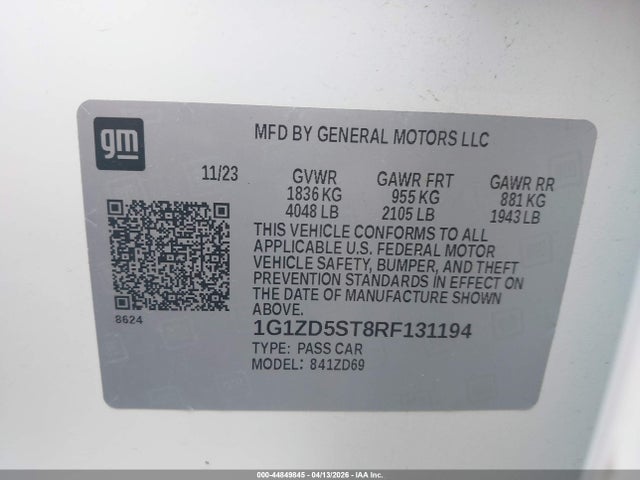 gm
MFD BY GENERAL MOTORS LLC
11/23 GVWR GAWR FRT GAWR RR
1836 KG 955 KG 881 KG
4048 LB 2105 LB 1943 LB
THIS VEHICLE CONFORMS TO ALL
APPLICABLE U.S. FEDERAL MOTOR
VEHICLE SAFETY, BUMPER, AND THEFT
PREVENTION STANDARDS IN EFFECT ON
THE DATE OF MANUFACTURE SHOWN
ABOVE.
8624
1G1ZD5ST8RF131194
TYPE: PASS CAR
MODEL: 841ZD69
000-44849845 - 04/13/2026 - IAAI.COM